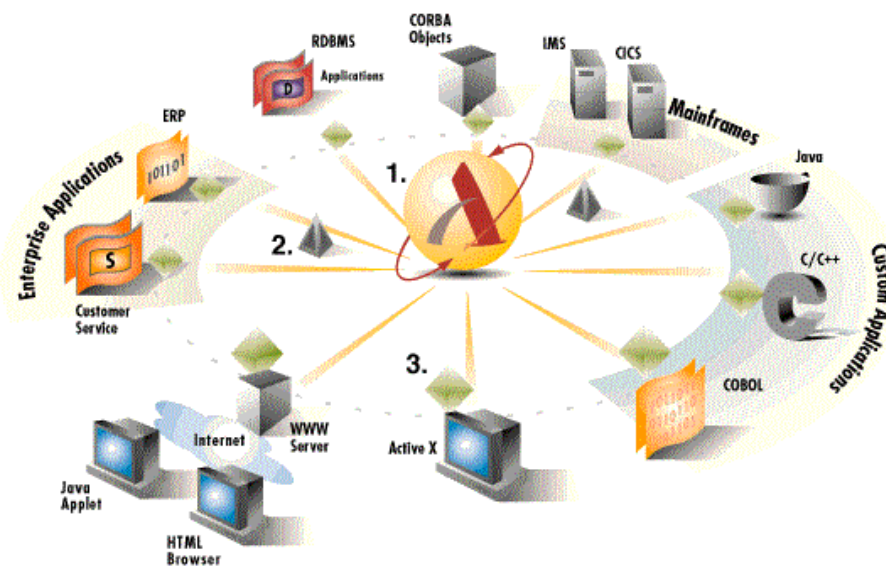 CORBA
Objects
RDBMS
Applications
D
IMS
CICS
Mainframes
ERP
101101
Enterprise Applications
1.
Java
2.
S
Customer
Service
C/C++
C
Custom Applications
3.
COBOL
WWW
Server
Internet
Active X
Java
Applet
HTML
Browser